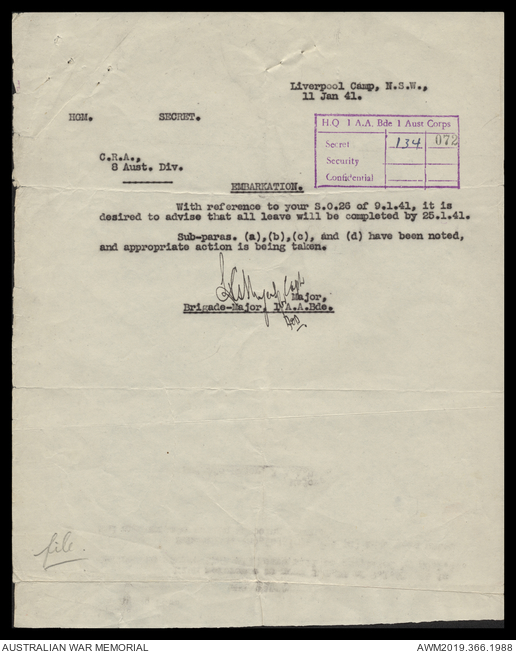 Liverpool Camp, N.S.W.,
11 Jan 41.
HGM. SECRET.
H.Q 1 A.A. Bde 1 Aust Corps
Secret 134 072
Security
Confidential
C.R.A.,
8 Aust. Div.
EMBARKATION.
With reference to your S.O.26 of 9.1.41, it is
desired to advise that all leave will be completed by 25.1.41.
Sub-paras. (a),(b),(c), and (d) have been noted,
and appropriate action is being taken.
Major,
Brigade-Major, 1 A.A.Bde.
file.
AUSTRALIAN WAR MEMORIAL
AWM2019.366.1988